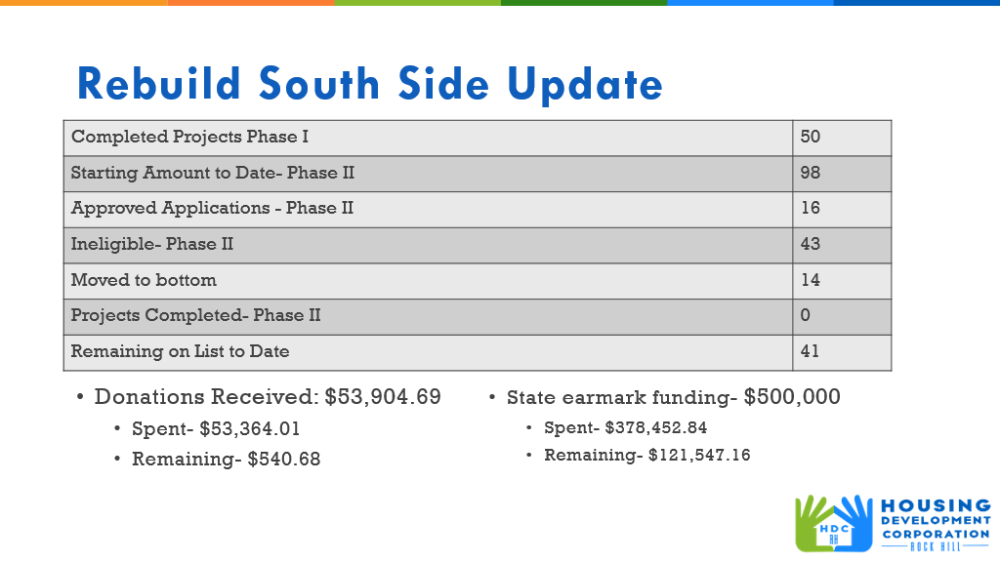 Rebuild South Side Update
Completed Projects Phase I 50
Starting Amount to Date- Phase II 98
Approved Applications - Phase II 16
Ineligible- Phase II 43
Moved to bottom 14
Projects Completed- Phase II 0
Remaining on List to Date 41
• Donations Received: $53,904.69
• Spent- $53,364.01
• Remaining- $540.68
• State earmark funding- $500,000
• Spent- $378,452.84
• Remaining- $121,547.16
HDC
RH
HOUSING
DEVELOPMENT
CORPORATION
ROCK HILL